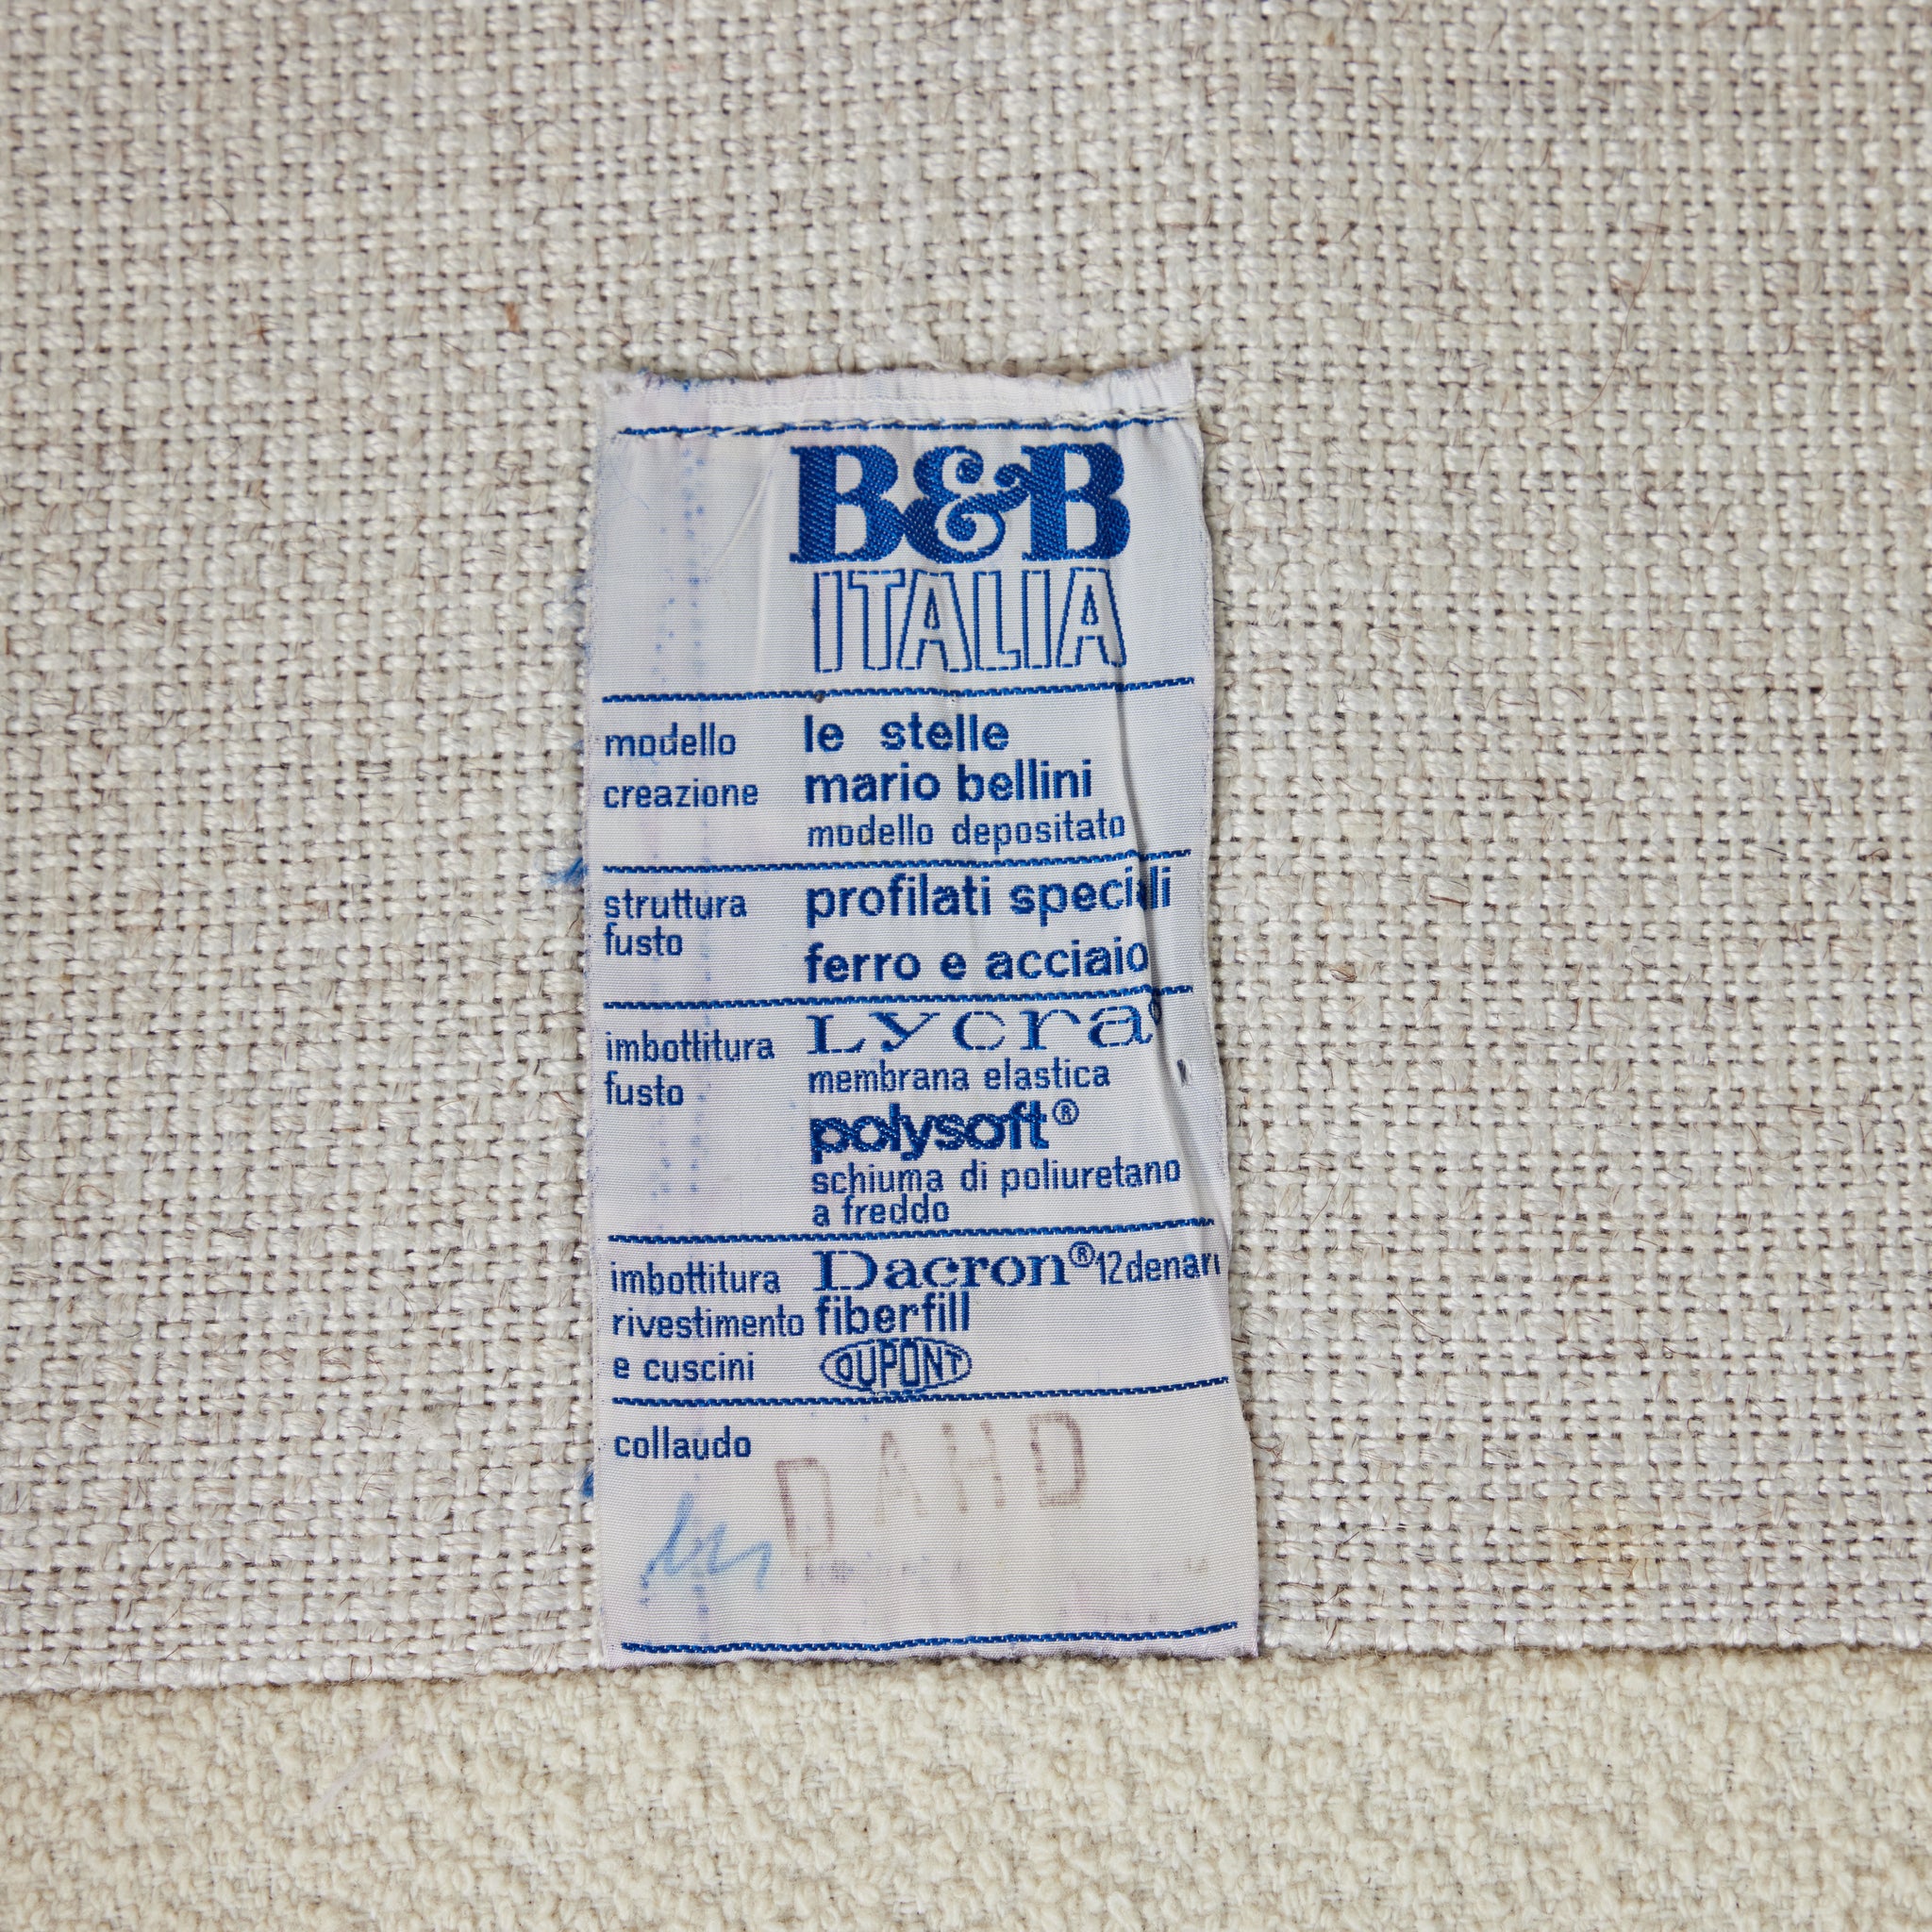 B&B
ITALIA
modello le stelle
creazione mario bellini
modello depositato
struttura profilati speciali
fusto ferro e acciaio
imbottitura Lycra®
fusto membrana elastica
polysoft®
schiuma di poliuretano
a freddo
imbottitura Dacron® 12denari
rivestimento fiberfill
e cuscini DUPONT
collaudo